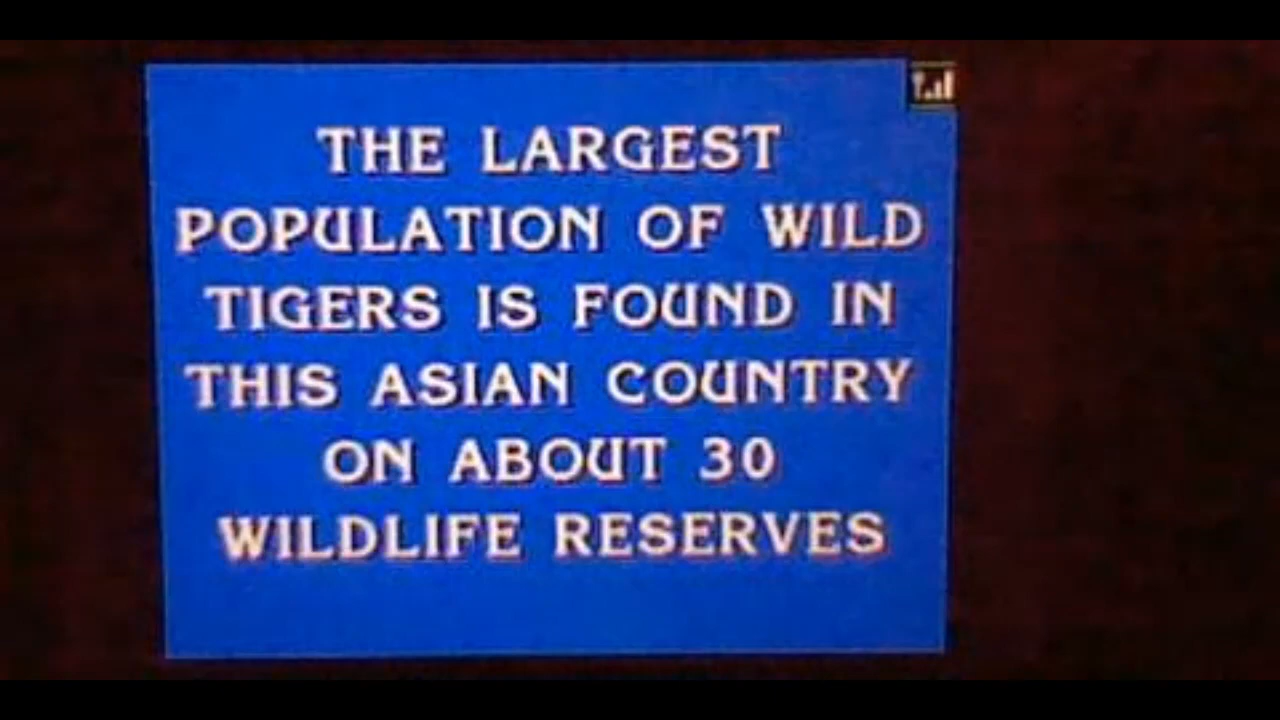 THE LARGEST
POPULATION OF WILD
TIGERS IS FOUND IN
THIS ASIAN COUNTRY
ON ABOUT 30
WILDLIFE RESERVES